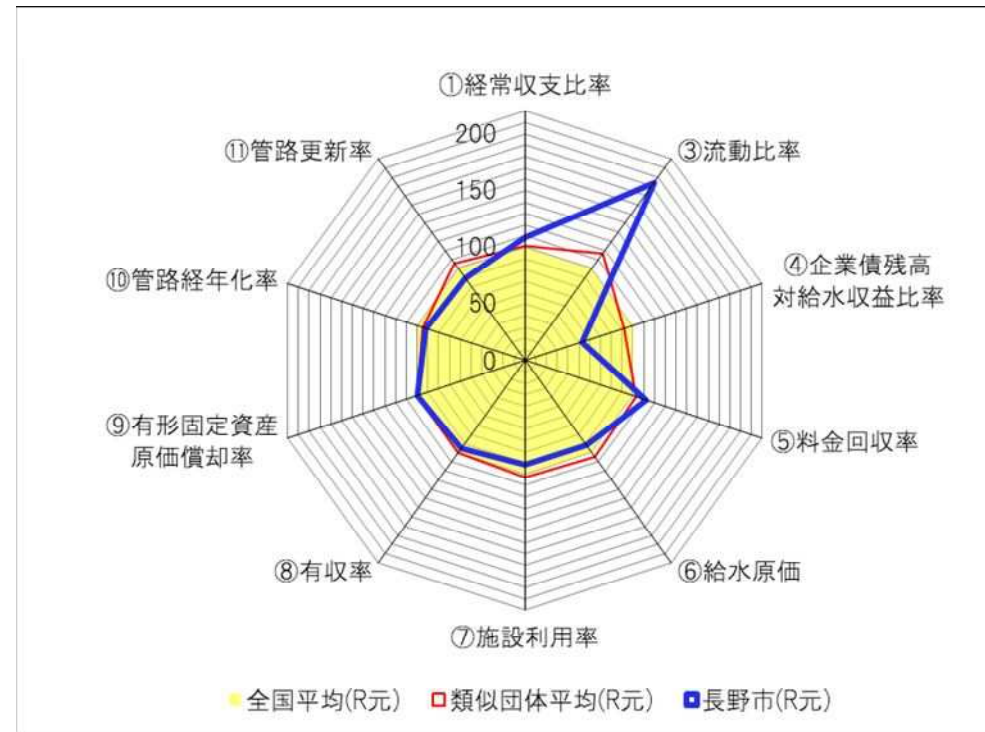 ①経常収支比率
200
⑪管路更新率
③流動比率
150
100
⑩管路経年化率
④企業債残高
対給水収益比率
50
0
⑨有形固定資産
原価償却率
⑤料金回収率
⑧有収率
⑥給水原価
⑦施設利用率
全国平均(R元) 類似団体平均(R元) 長野市(R元)